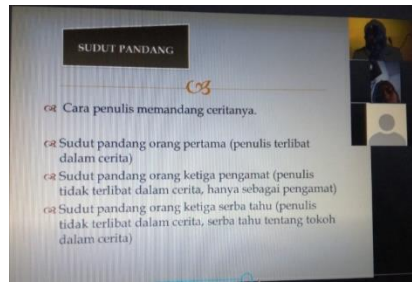 SUDUT PANDANG
Cara penulis memandang ceritanya.
Sudut pandang orang pertama (penulis terlibat
dalam cerita)
Sudut pandang orang ketiga pengamat (penulis
tidak terlibat dalam cerita, hanya sebagai pengamat)
Sudut pandang orang ketiga serba tahu (penulis
tidak terlibat dalam cerita, serba tahu tentang tokoh
dalam cerita)